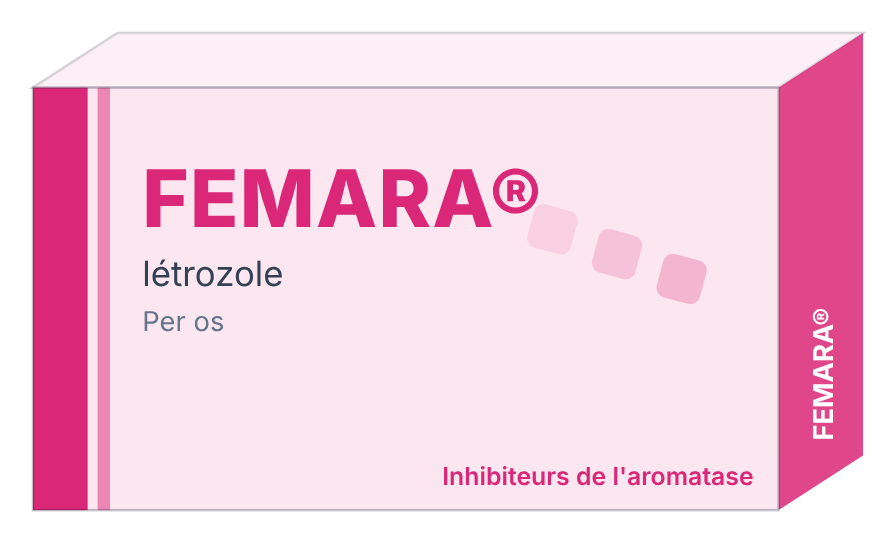 FEMARA®
létrozole
Per os
Inhibiteurs de l'aromatase
FEMARA®